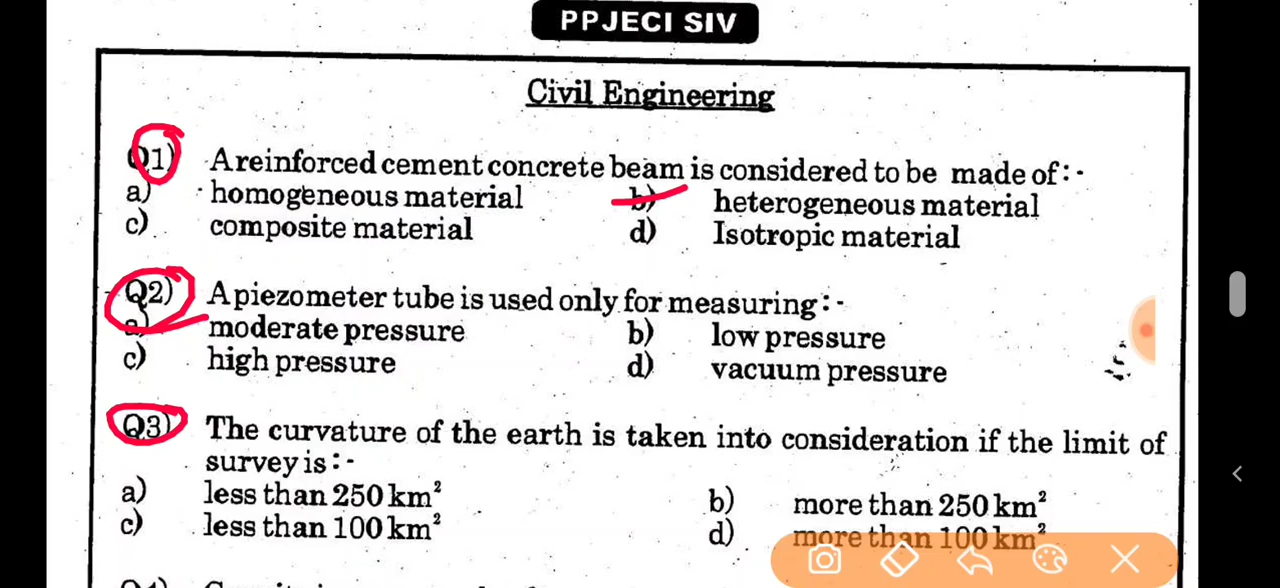 PPJECI SIV
Civil Engineering
Q1) A reinforced cement concrete beam is considered to be made of:-
a) homogeneous material b) heterogeneous material
c) composite material d) Isotropic material
Q2) A piezometer tube is used only for measuring:-
a) moderate pressure b) low pressure
c) high pressure d) vacuum pressure
Q3) The curvature of the earth is taken into consideration if the limit of
survey is:-
a) less than 250 km² b) more than 250 km²
c) less than 100 km² d) more than 100 km²